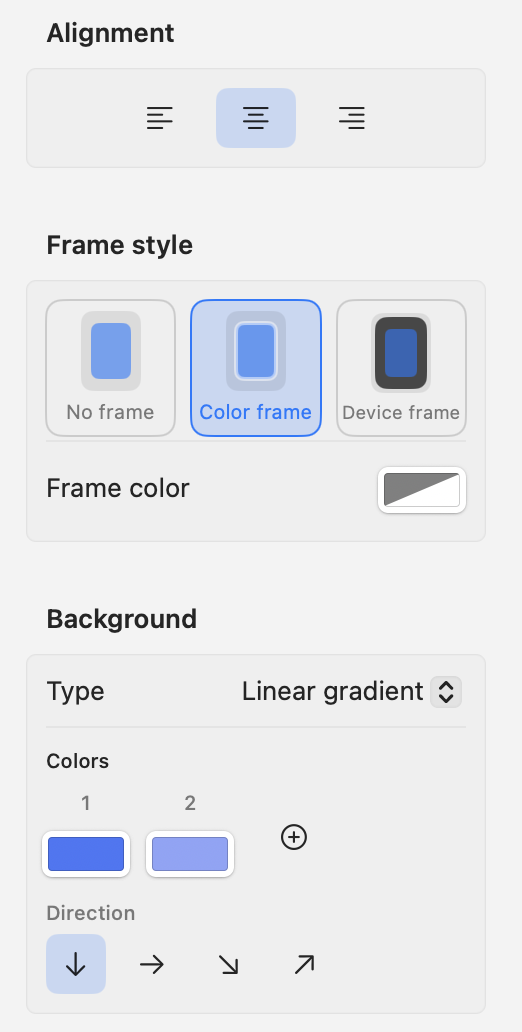 Alignment
Frame style
No frame
Color frame
Device frame
Frame color
Background
Type
Linear gradient
Colors
1
2
Direction